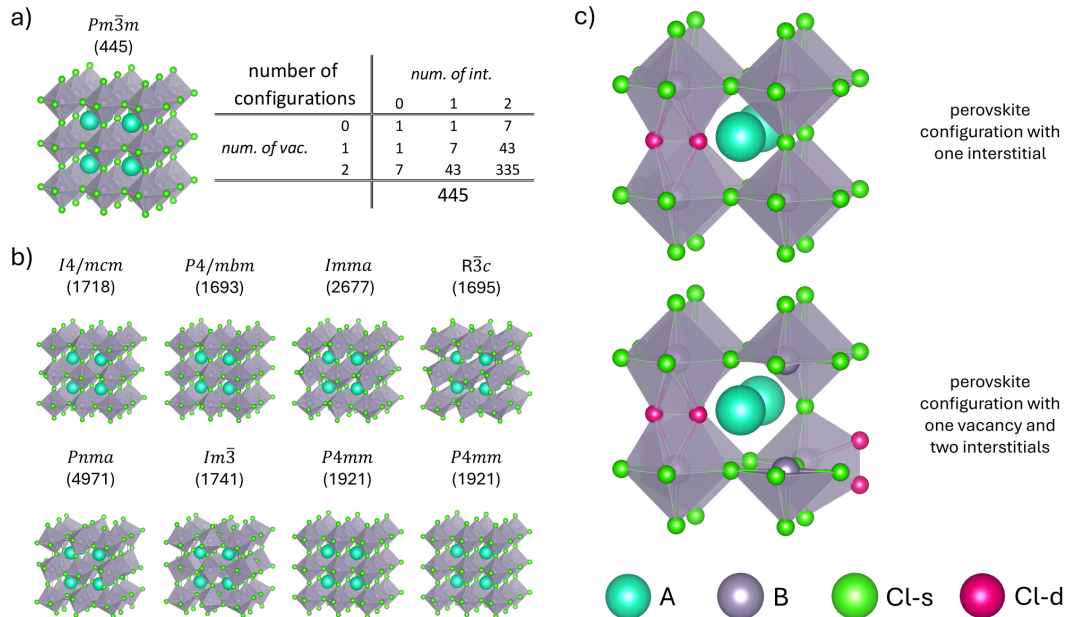 a)
Pm3̅m
(445)
number of configurations
num. of int.
0 1 2
num. of vac.
0 1 1 7
1 1 7 43
2 7 43 335
445
b)
I4/mcm
(1718)
P4/mbm
(1693)
Imma
(2677)
R3̅c
(1695)
Pnma
(4971)
Im3̅
(1741)
P4mm
(1921)
P4mm
(1921)
c)
perovskite
configuration with
one interstitial
perovskite
configuration with
one vacancy and
two interstitials
A
B
Cl-s
Cl-d